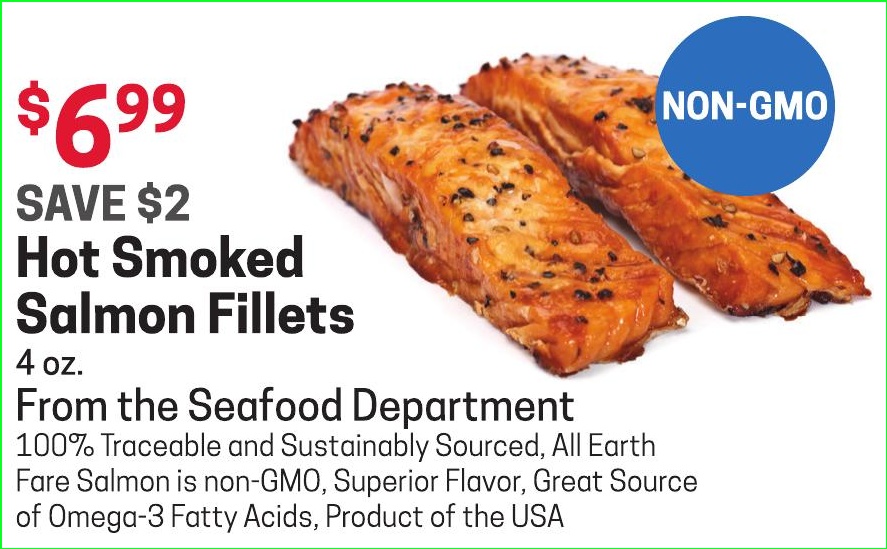 $6.99
NON-GMO
SAVE $2
Hot Smoked
Salmon Fillets
4 oz.
From the Seafood Department
100% Traceable and Sustainably Sourced, All Earth
Fare Salmon is non-GMO, Superior Flavor, Great Source
of Omega-3 Fatty Acids, Product of the USA